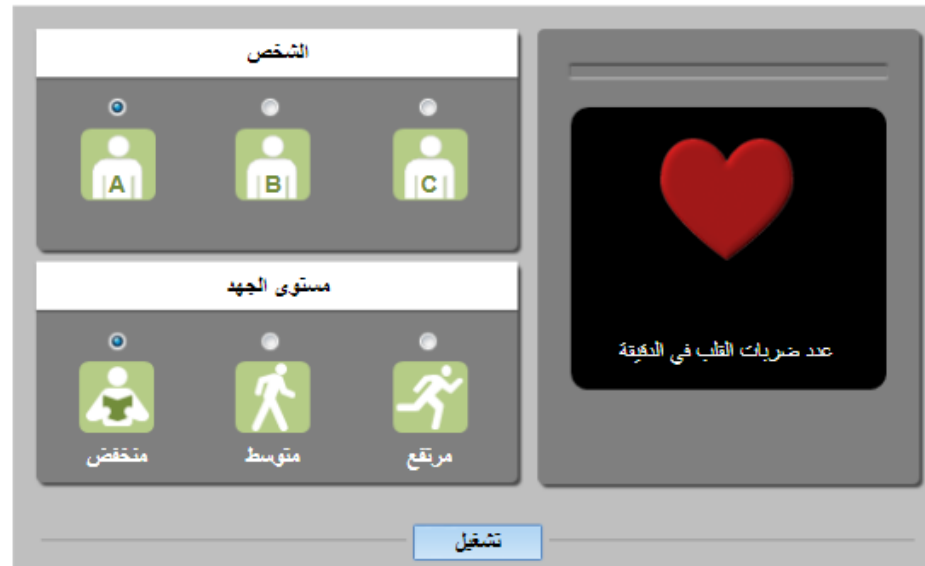 الشخص
A B C
مستوى الجهد
منخفض متوسط مرتفع
عدد ضربات القلب في الدقيقة
تشغيل